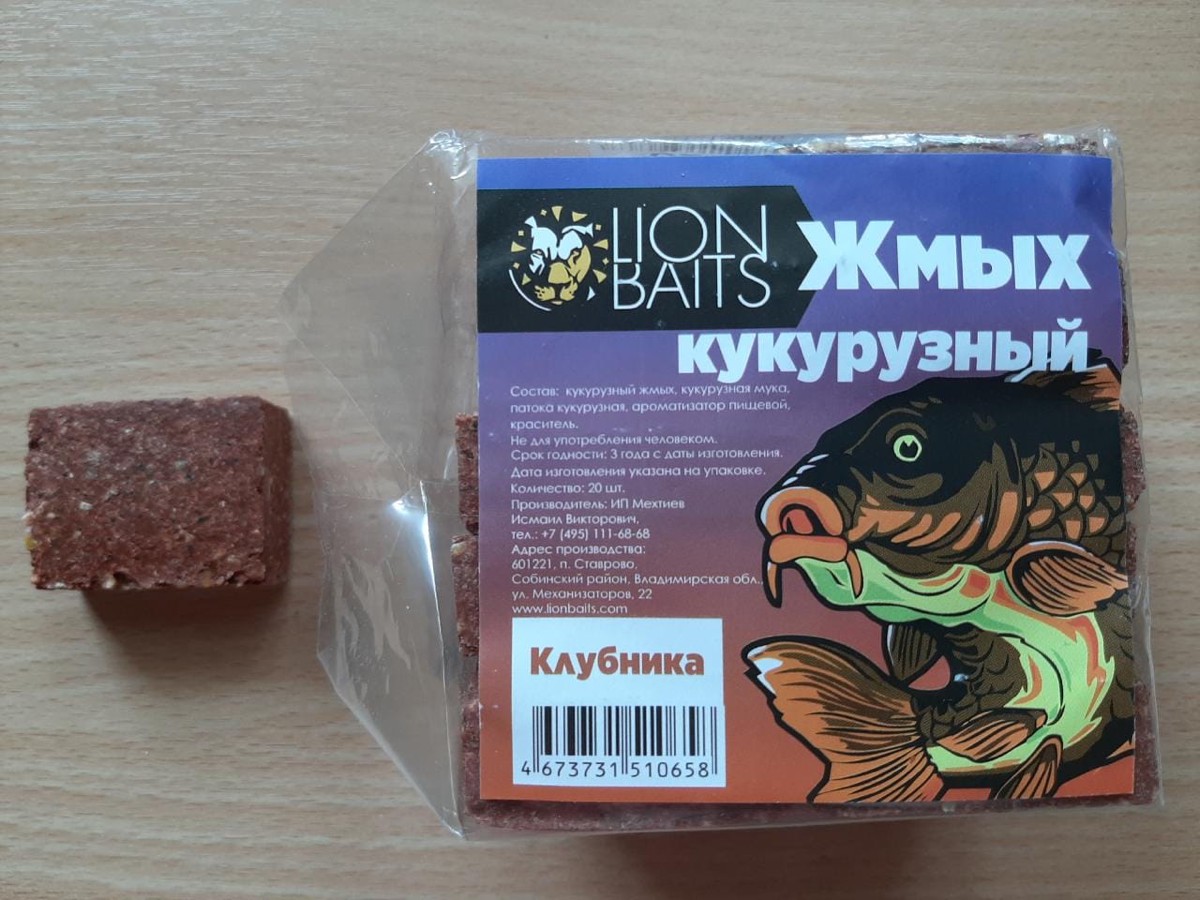 LION
BAITS
Жмых
кукурузный
Состав: кукурузный жмых, кукурузная мука,
патока кукурузная, ароматизатор пищевой,
краситель.
Не для употребления человеком.
Срок годности: 3 года с даты изготовления.
Дата изготовления указана на упаковке.
Количество: 20 шт.
Производитель: ИП Мехтиев
Исмаил Викторович.
тел.: +7 (495) 111-68-68
Адрес производства:
601221, п. Ставрово,
Собинский район, Владимирская обл.,
ул. Механизаторов, 22
www.lionbaits.com
Клубника
4 673731 510658